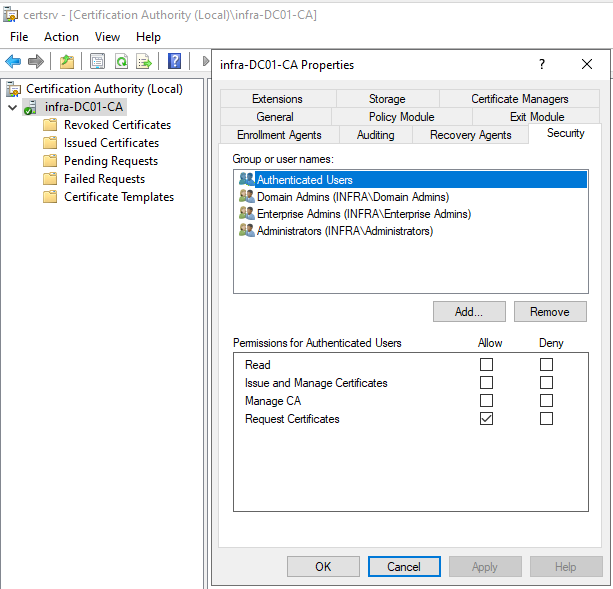 certsrv - [Certification Authority (Local)\infra-DC01-CA]
File Action View Help
Certification Authority (Local)
infra-DC01-CA
Revoked Certificates
Issued Certificates
Pending Requests
Failed Requests
Certificate Templates
infra-DC01-CA Properties
?
Extensions Storage Certificate Managers
General Policy Module Exit Module
Enrollment Agents Auditing Recovery Agents Security
Group or user names:
Authenticated Users
Domain Admins (INFRA\Domain Admins)
Enterprise Admins (INFRA\Enterprise Admins)
Administrators (INFRA\Administrators)
Add... Remove
Permissions for Authenticated Users Allow Deny
Read
Issue and Manage Certificates
Manage CA
Request Certificates
OK Cancel Apply Help